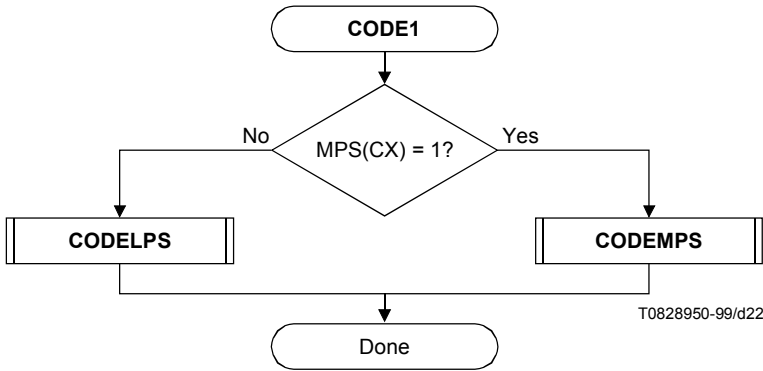 CODE1
MPS(CX) = 1?
No
Yes
CODELPS
CODEMPS
T0828950-99/d22
Done